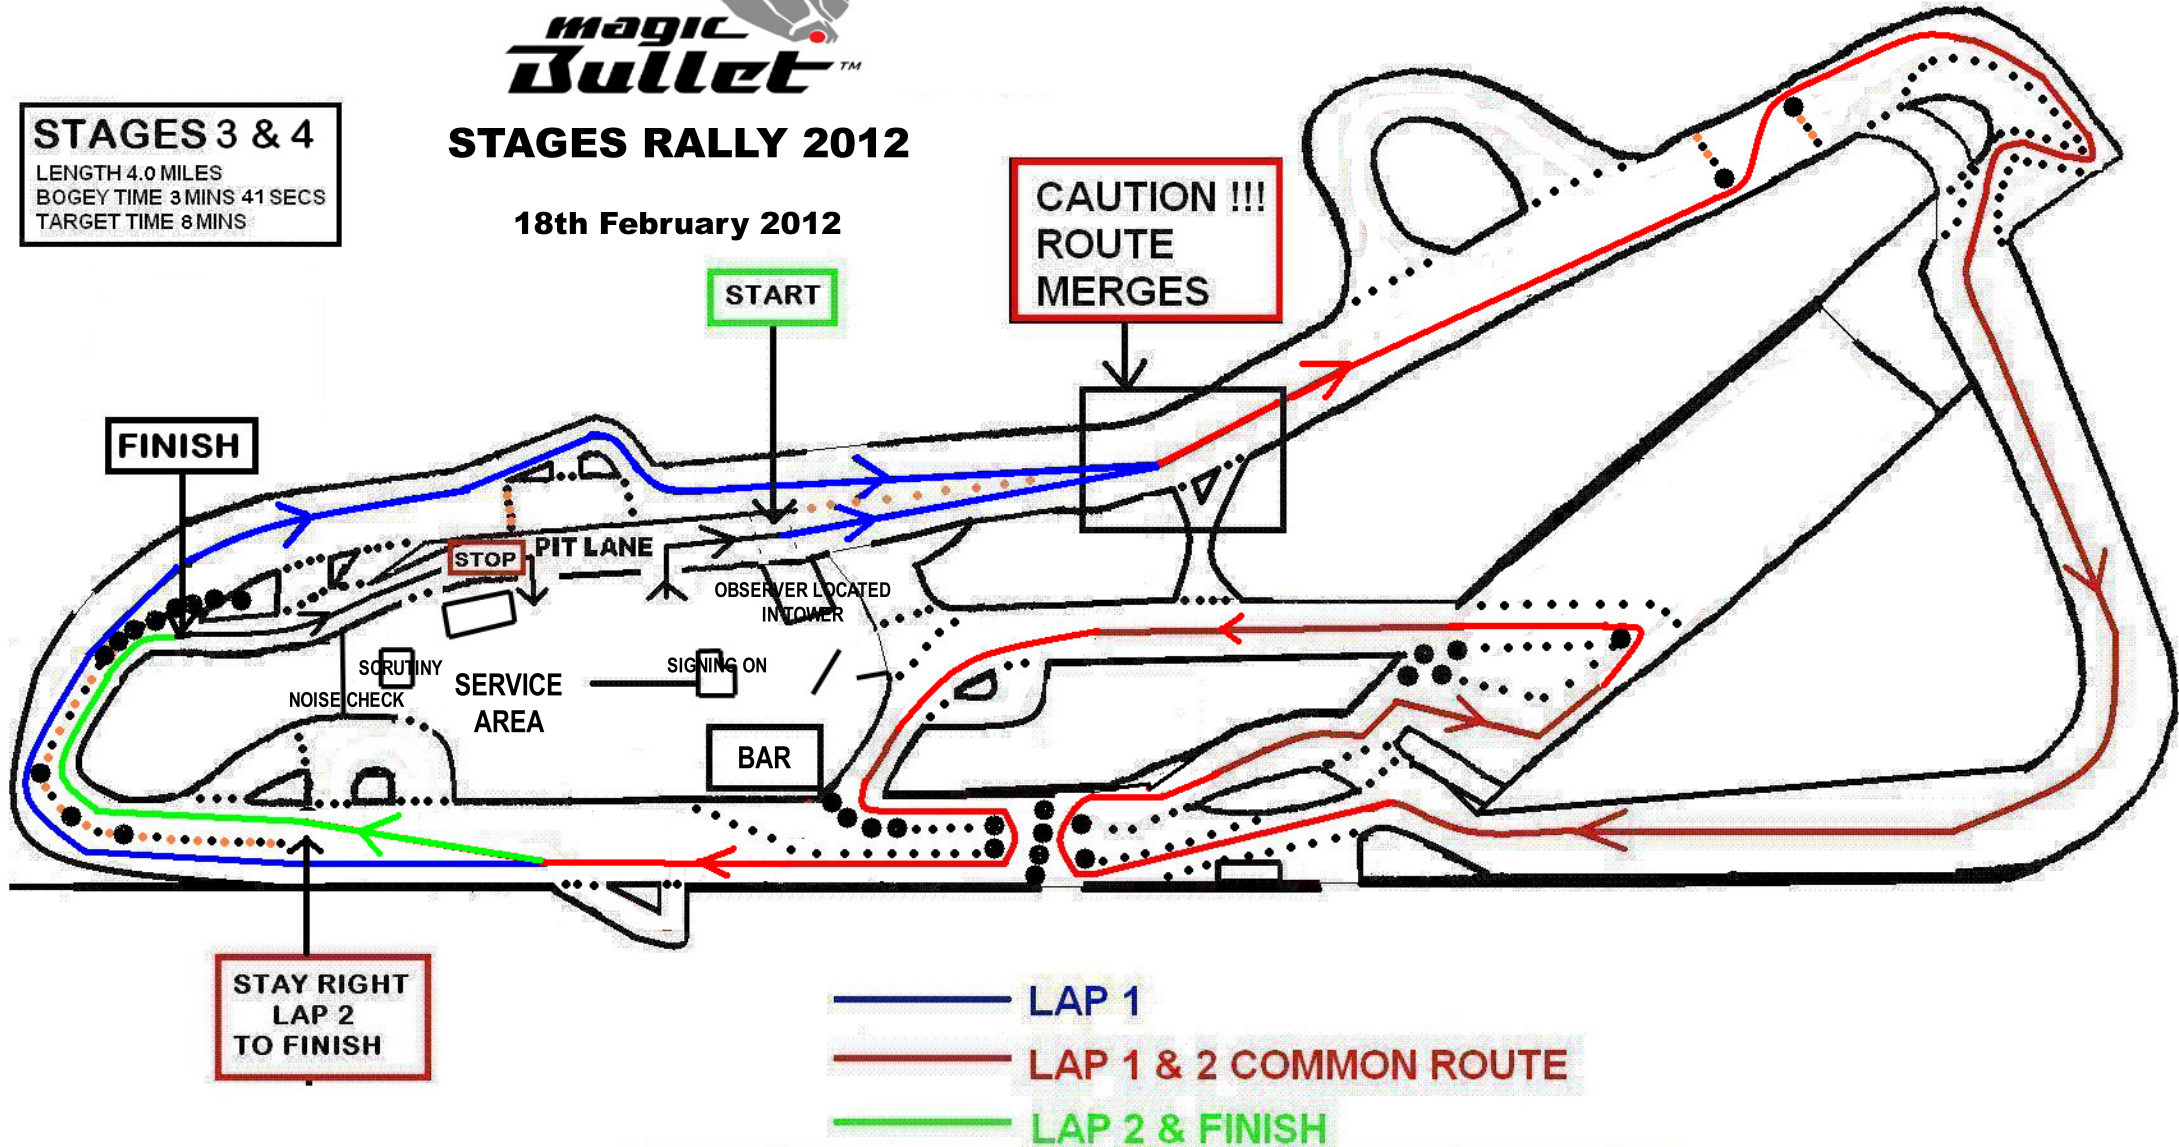 magic
Bullet™
STAGES RALLY 2012
18th February 2012
STAGES 3 & 4
LENGTH 4.0 MILES
BOGEY TIME 3 MINS 41 SECS
TARGET TIME 8 MINS
START
CAUTION !!!
ROUTE
MERGES
FINISH
STOP
PIT LANE
OBSERVER LOCATED
IN TOWER
SCRUTINY
SIGNING ON
NOISE CHECK
SERVICE
AREA
BAR
STAY RIGHT
LAP 2
TO FINISH
LAP 1
LAP 1 & 2 COMMON ROUTE
LAP 2 & FINISH